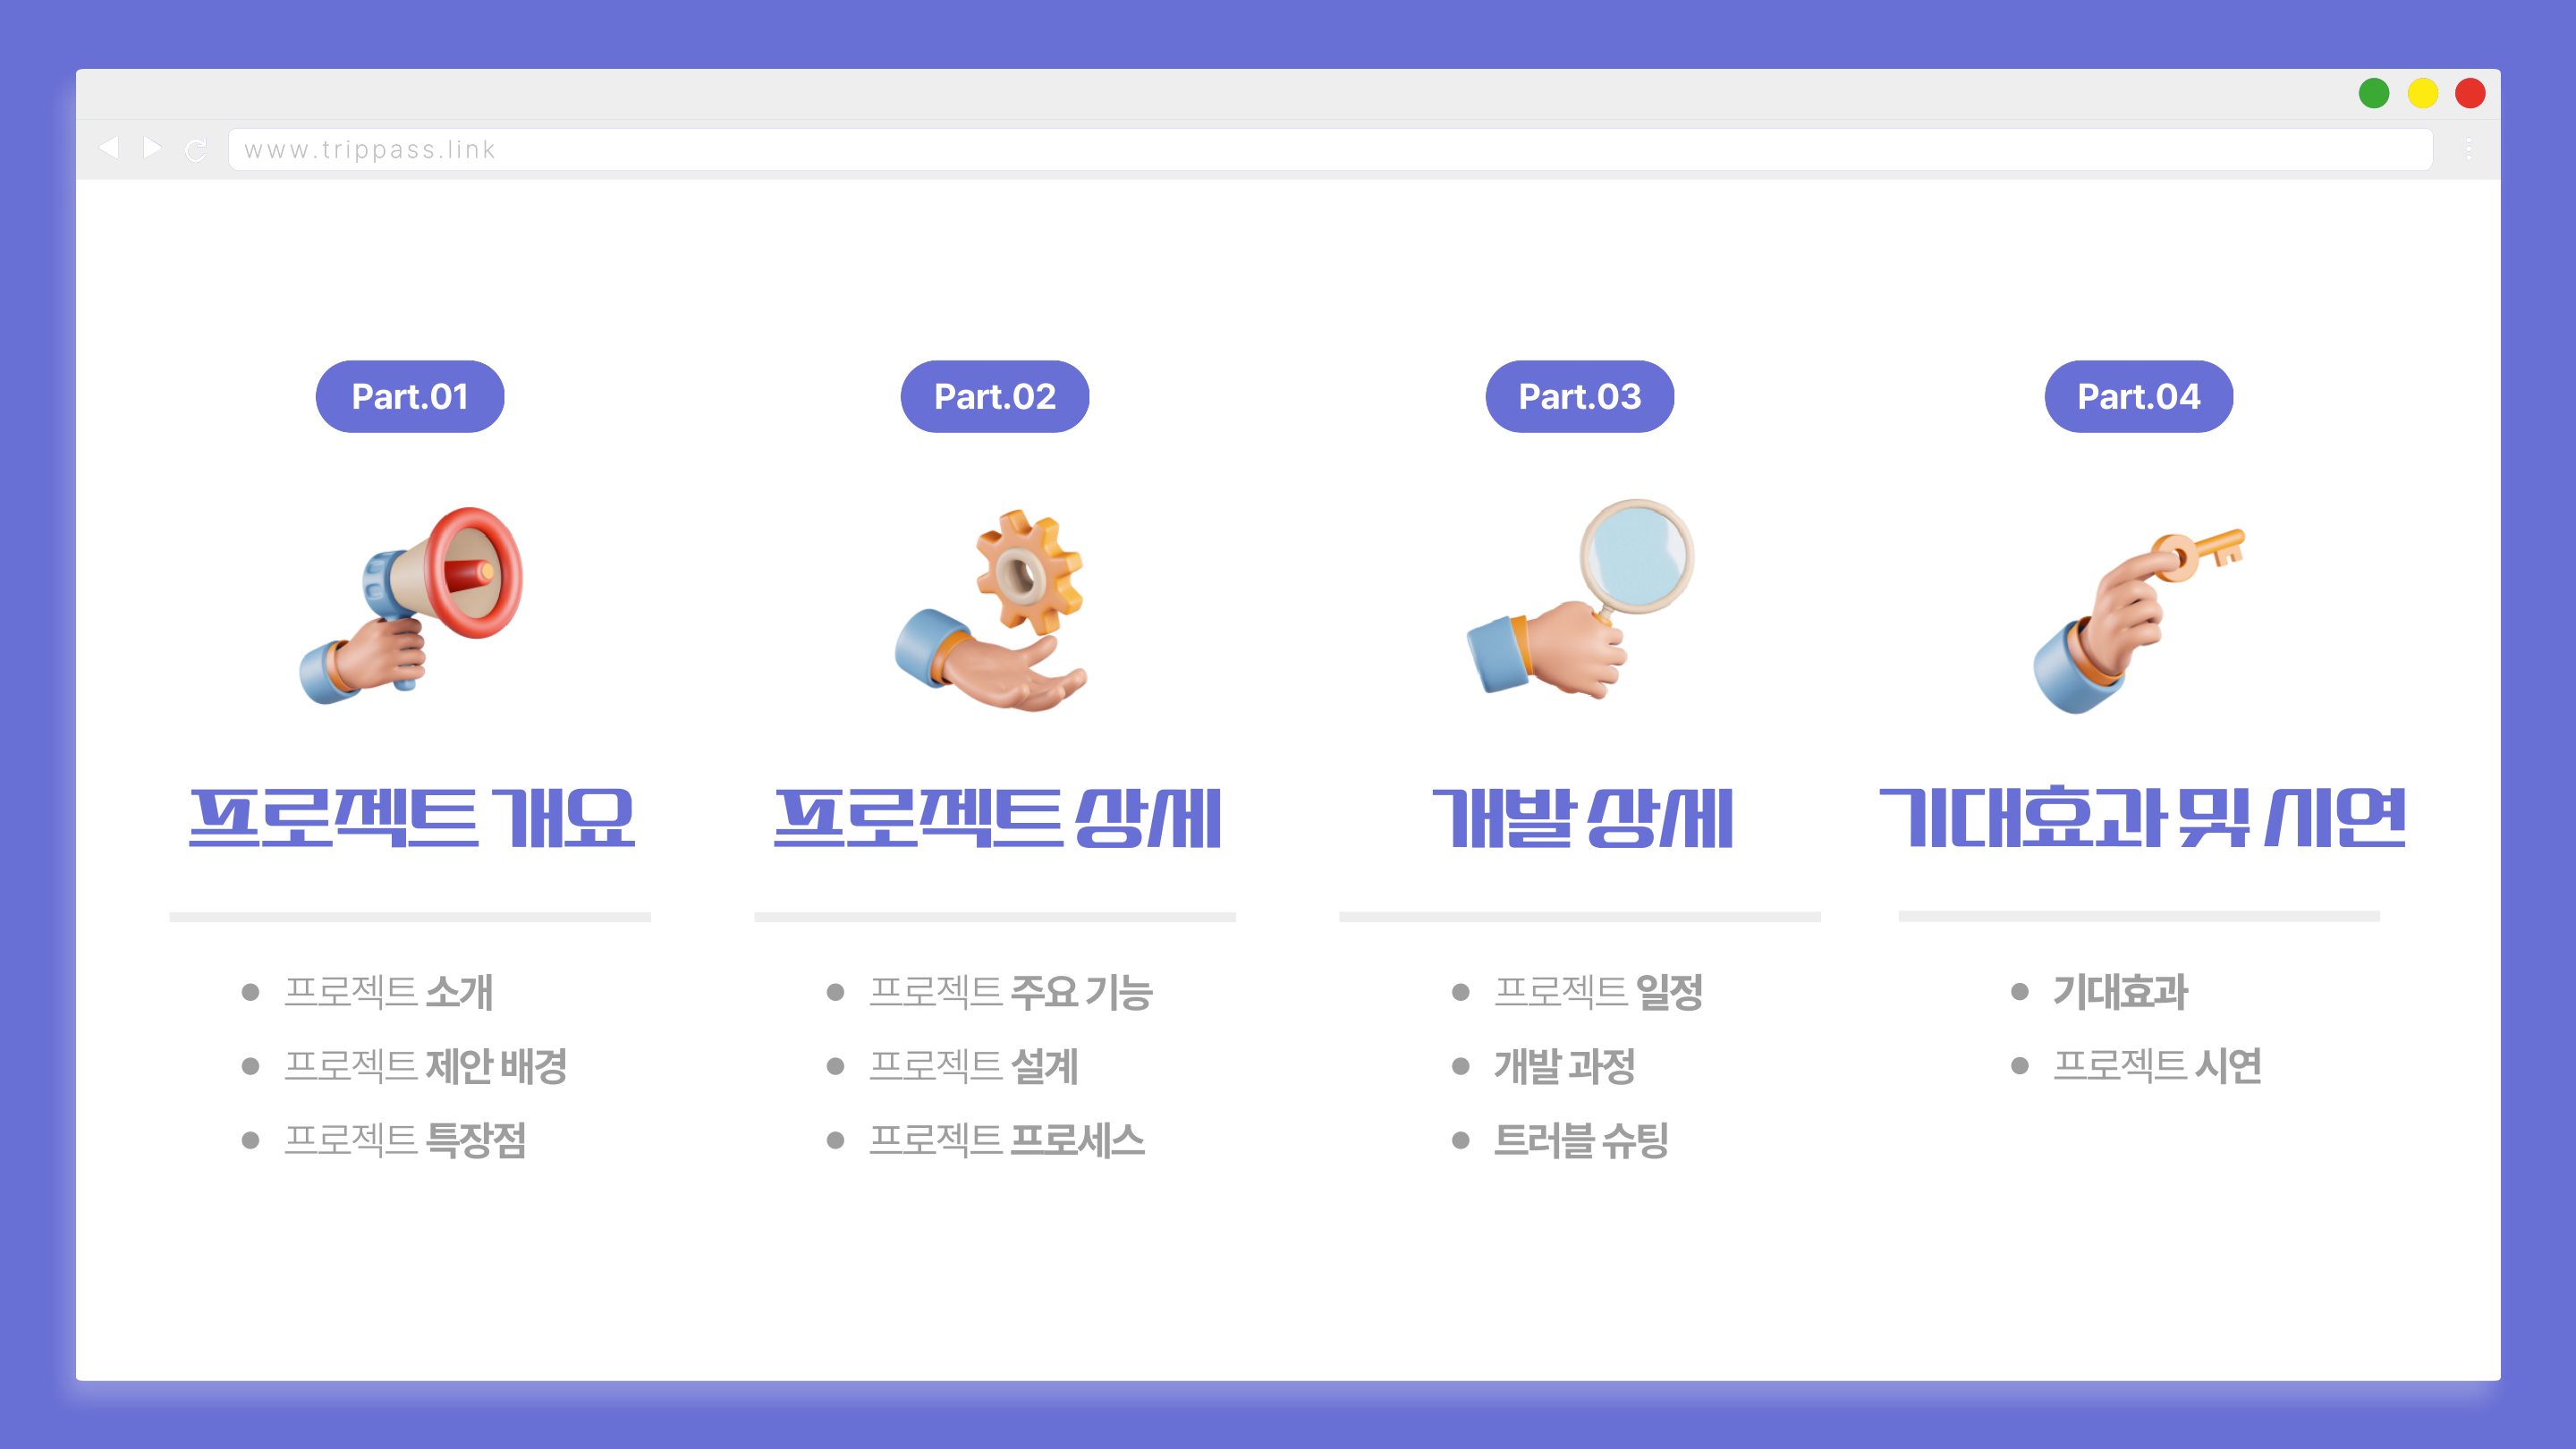 www.trippass.link
Part.01
프로젝트 개요
프로젝트 소개
프로젝트 제안 배경
프로젝트 특장점
Part.02
프로젝트 상세
프로젝트 주요 기능
프로젝트 설계
프로젝트 프로세스
Part.03
개발 상세
프로젝트 일정
개발 과정
트러블 슈팅
Part.04
기대효과 및 시연
기대효과
프로젝트 시연